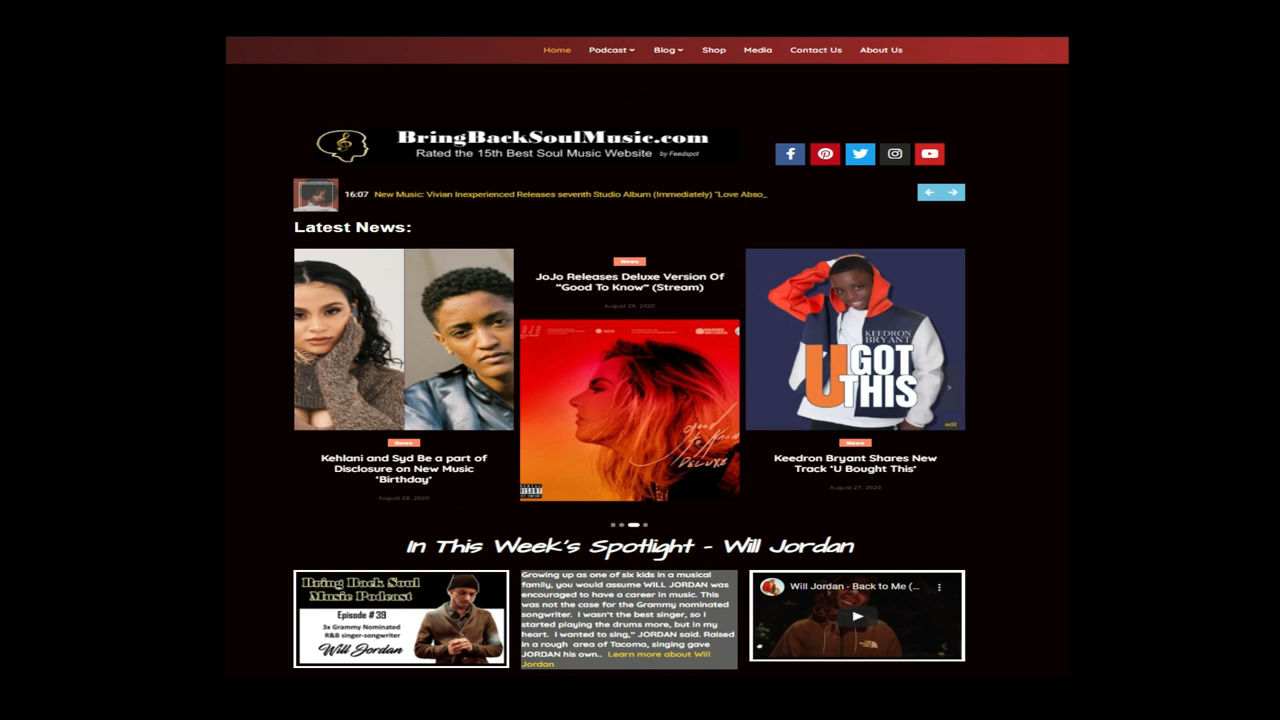 Home Podcast Blog Shop Media Contact Us About Us
BringBackSoulMusic.com
Rated the 15th Best Soul Music Website by Feedspot
16:07 New Music: Vivian Inexperienced Releases seventh Studio Album (Immediately) "Love Abso_
Latest News:
News
JoJo Releases Deluxe Version Of
"Good To Know" (Stream)
August 28, 2020
good
to Know
DELUXE
KEEDRON
BRYANT
U GOT
THIS
edit
News
Kehlani and Syd Be a part of
Disclosure on New Music
"Birthday"
August 28, 2020
News
Keedron Bryant Shares New
Track "U Bought This"
August 27, 2020
In This Week's Spotlight - Will Jordan
Bring Back Soul
Music Podcast
Episode # 39
3x Grammy Nominated
R&B singer-songwriter
Will Jordan
Growing up as one of six kids in a musical
family, you would assume WILL JORDAN was
encouraged to have a career in music. This
was not the case for the Grammy nominated
songwriter. I wasn't the best singer, so I
started playing the drums more, but in my
heart. I wanted to sing," JORDAN said. Raised
in a rough area of Tacoma, singing gave
JORDAN his own.. Learn more about Will
Jordan
Will Jordan - Back to Me (...